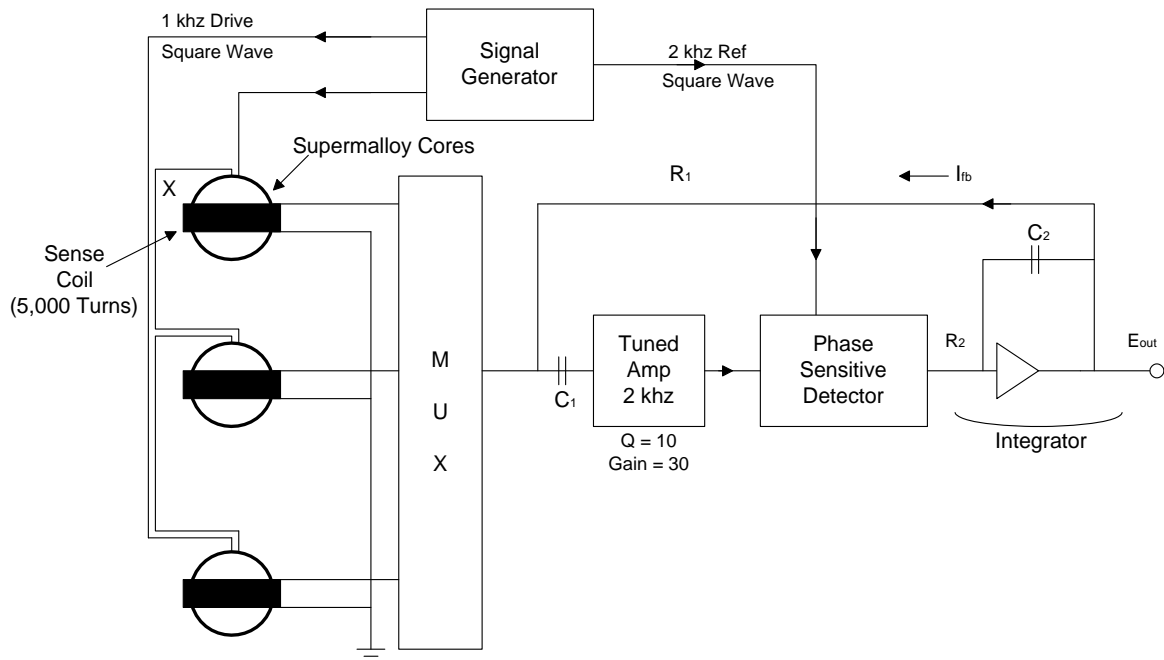 1 khz Drive
Square Wave
Signal
Generator
2 khz Ref
Square Wave
Supermalloy Cores
X
Sense
Coil
(5,000 Turns)
R1
Ifb
C2
M
U
X
C1
Tuned
Amp
2 khz
Q = 10
Gain = 30
Phase
Sensitive
Detector
R2
Eout
Integrator